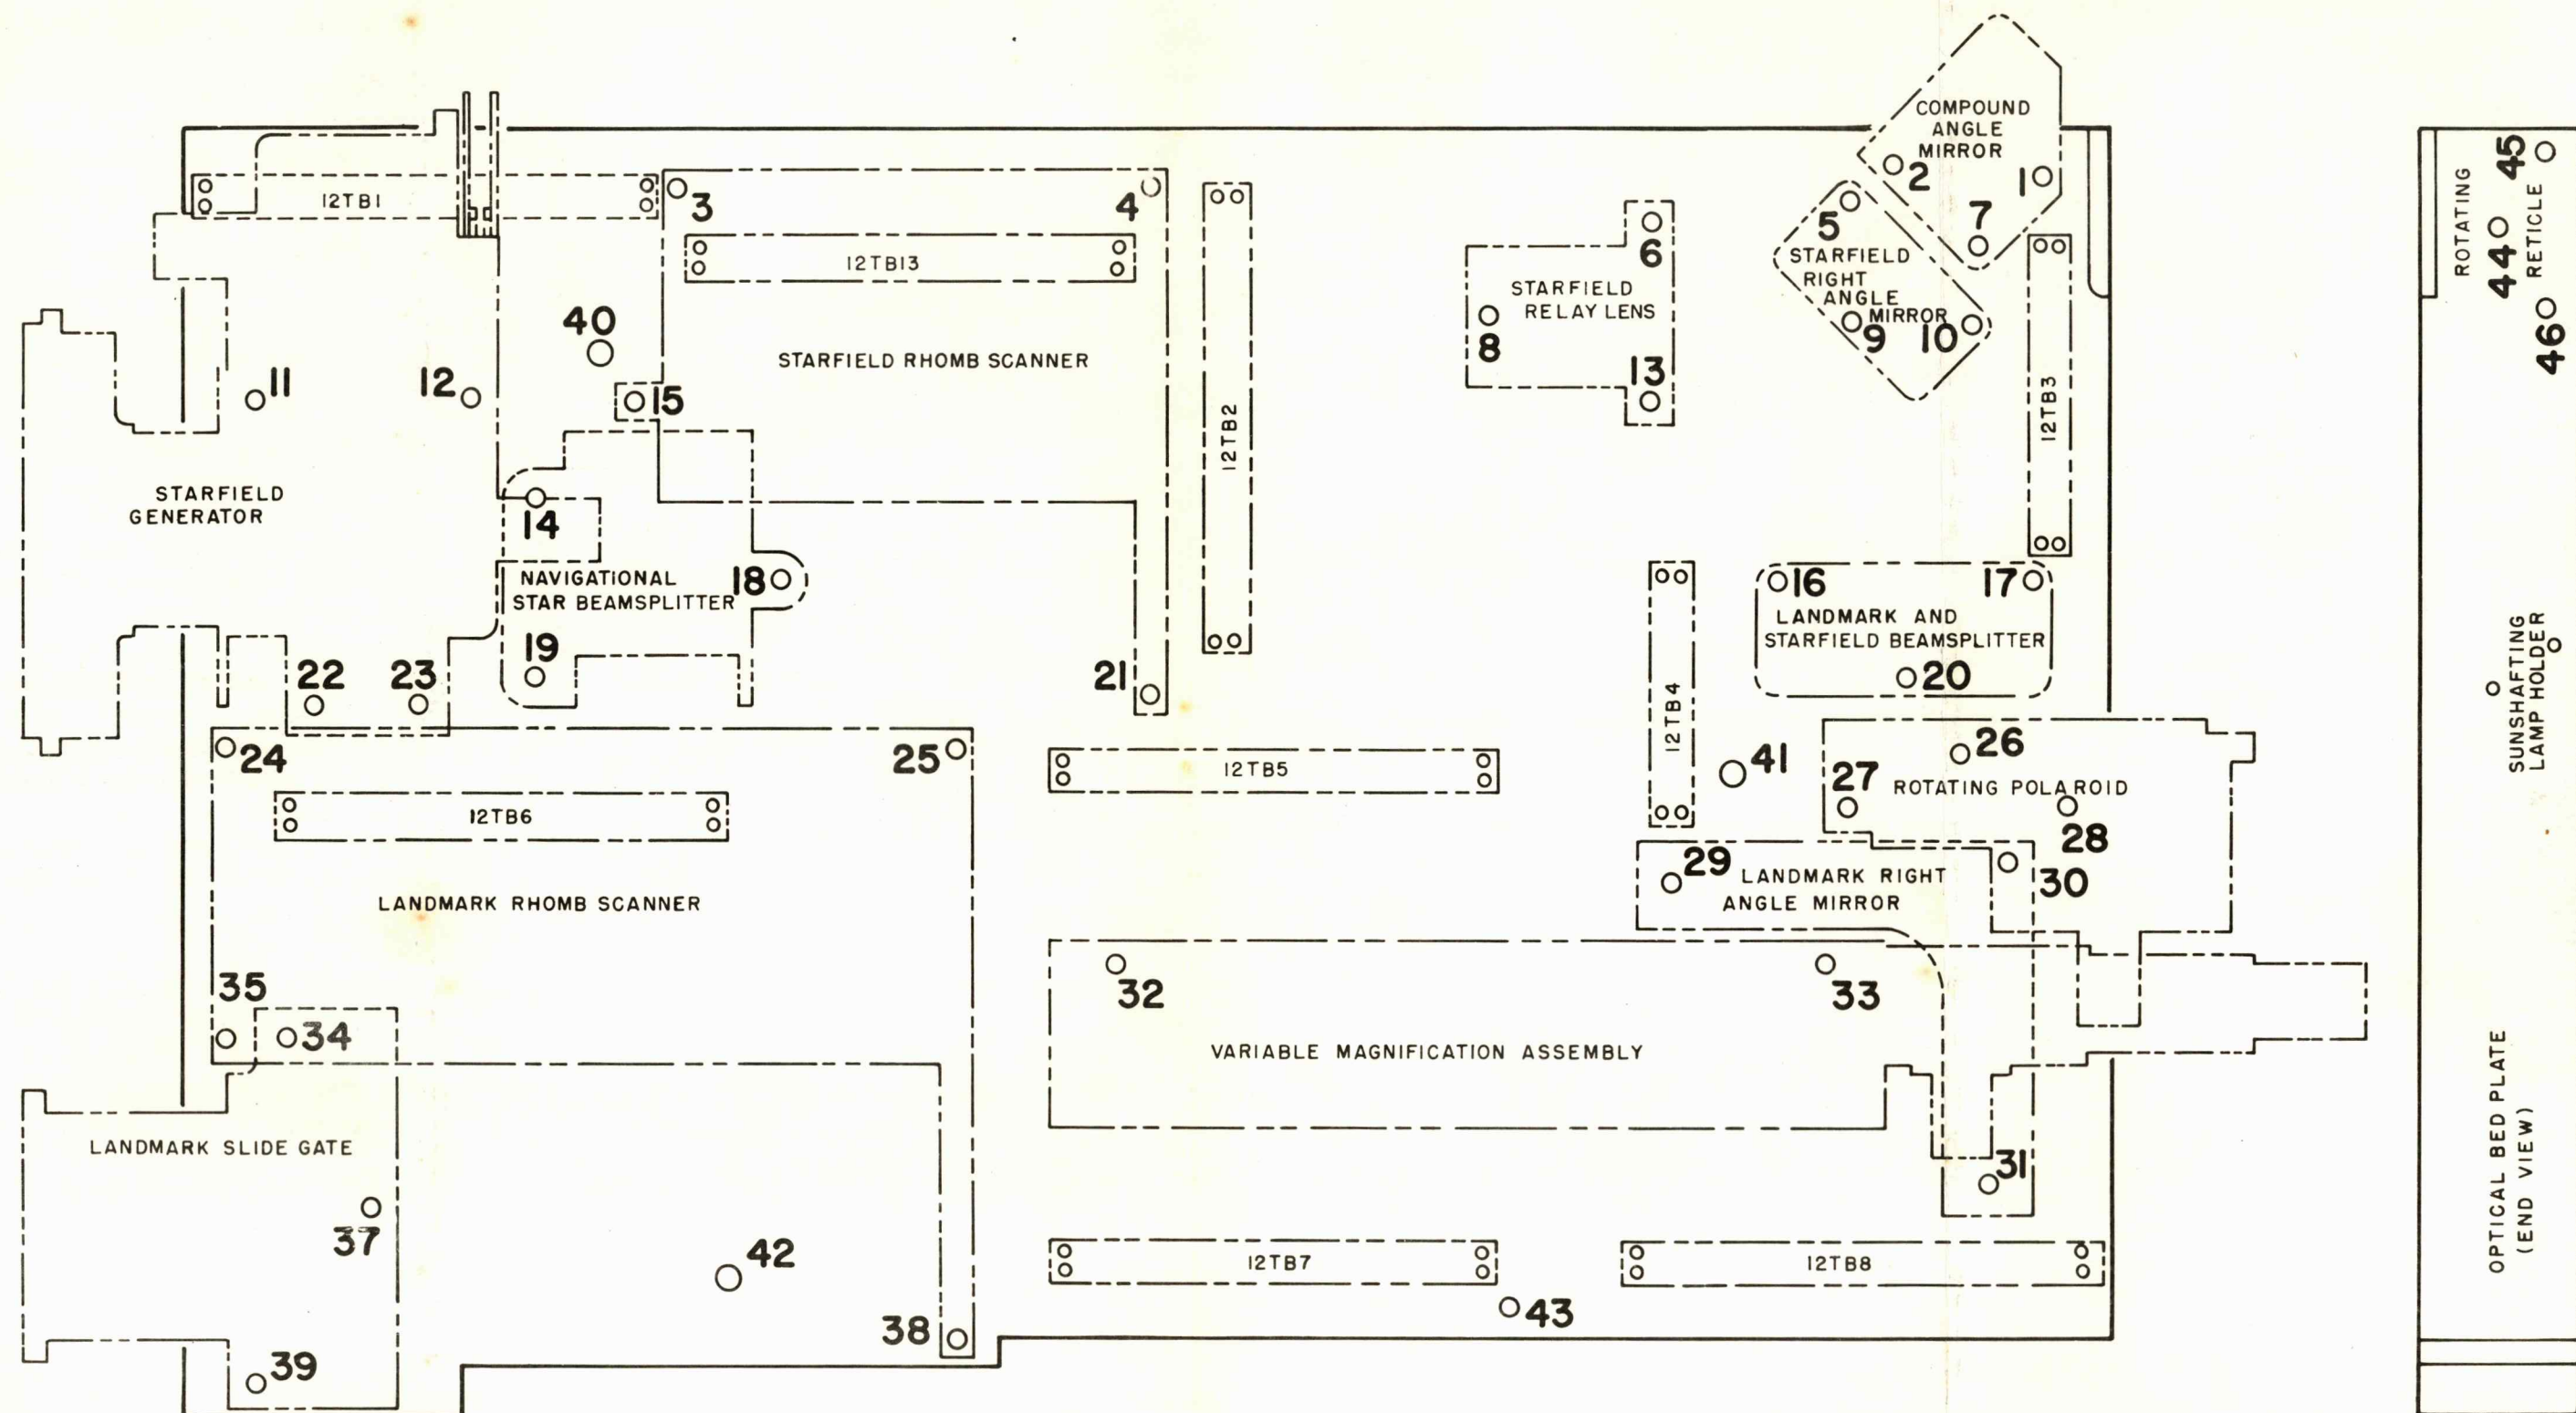 COMPOUND
ANGLE
MIRROR
2
1
7
12TB1
3
4
12TB13
STARFIELD RHOMB SCANNER
40
15
11
12
STARFIELD
GENERATOR
14
NAVIGATIONAL
STAR BEAMSPLITTER
18
19
22
23
21
12TB2
6
STARFIELD
RELAY LENS
8
13
5
STARFIELD
RIGHT
ANGLE
MIRROR
9
10
12TB3
16
17
LANDMARK AND
STARFIELD BEAMSPLITTER
20
12TB4
41
24
25
12TB6
LANDMARK RHOMB SCANNER
12TB5
26
27
ROTATING POLAROID
28
29
LANDMARK RIGHT
ANGLE MIRROR
30
35
34
32
33
VARIABLE MAGNIFICATION ASSEMBLY
LANDMARK SLIDE GATE
37
31
42
12TB7
12TB8
38
43
39
ROTATING
RETICLE
44
45
46
SUNSHAFTING
LAMP HOLDER
OPTICAL BED PLATE
(END VIEW)